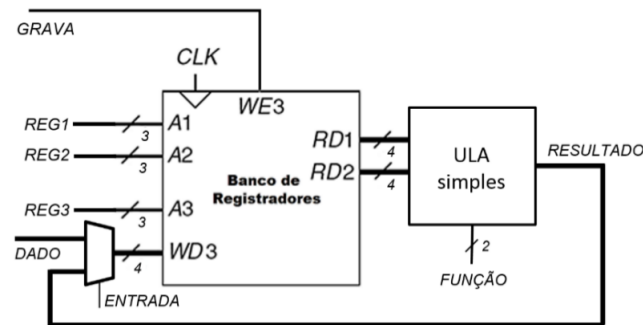 GRAVA
CLK
WE3
REG1
3
A1
REG2
3
A2
RD1
4
RD2
4
ULA
simples
RESULTADO
Banco de
Registradores
REG3
3
A3
DADO
4
WD3
2
FUNÇÃO
ENTRADA